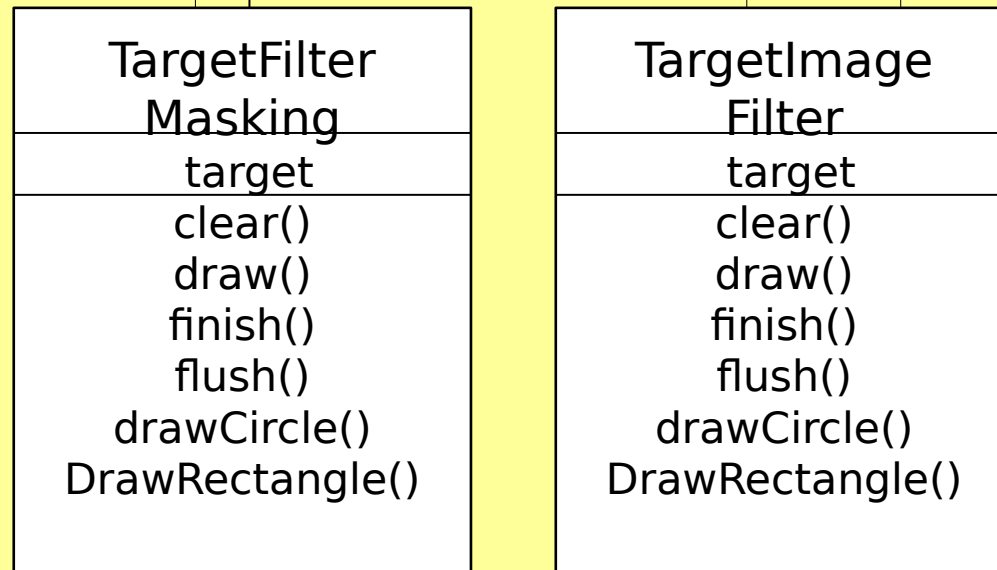 TargetFilter
Masking
target
clear()
draw()
finish()
flush()
drawCircle()
DrawRectangle()
TargetImage
Filter
target
clear()
draw()
finish()
flush()
drawCircle()
DrawRectangle()